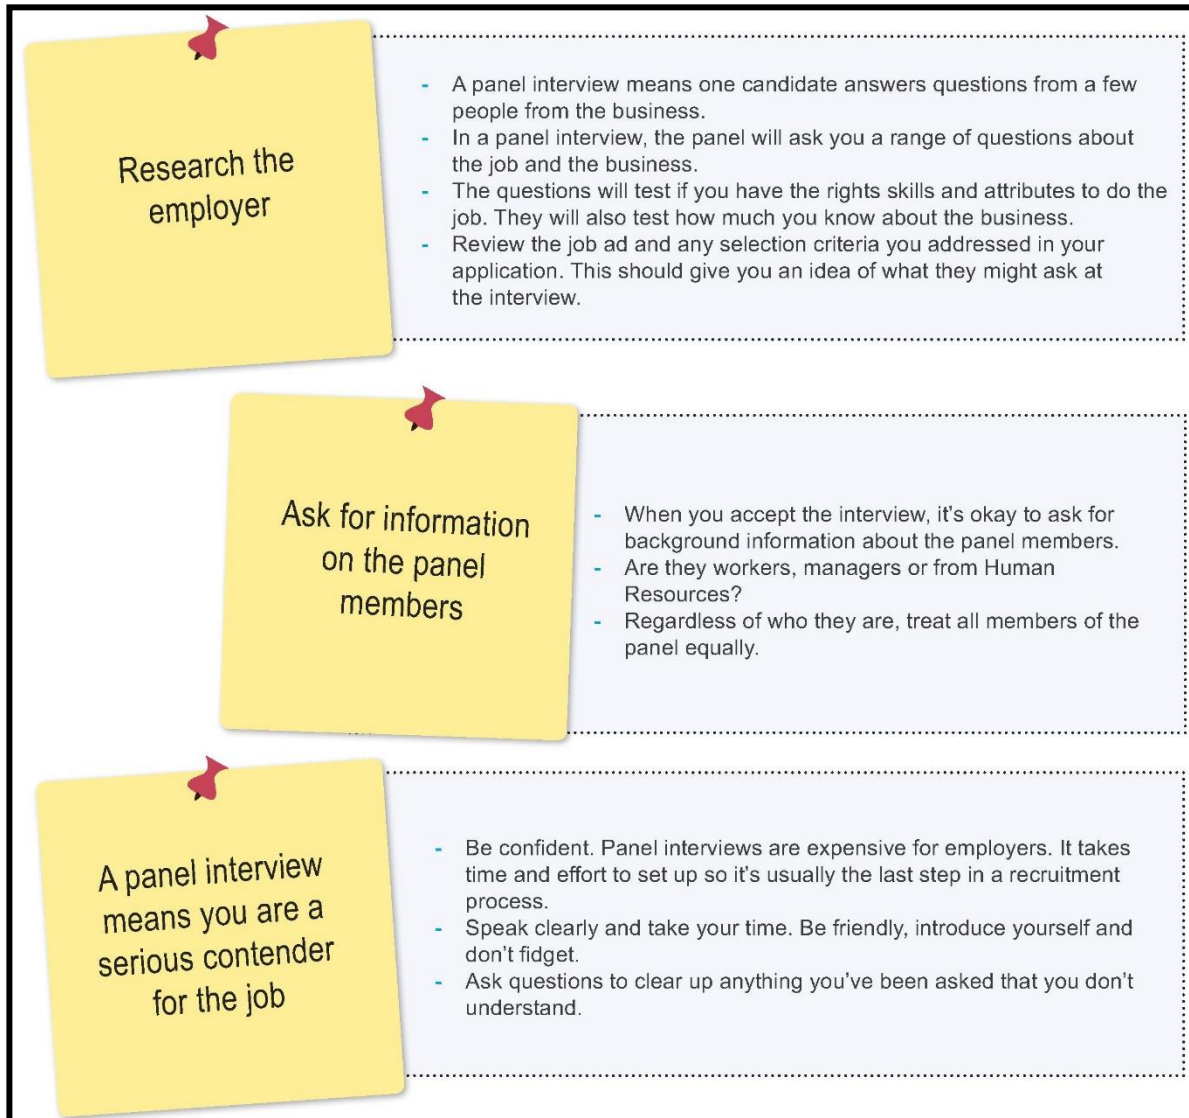 Research the
employer
- A panel interview means one candidate answers questions from a few
people from the business.
- In a panel interview, the panel will ask you a range of questions about
the job and the business.
- The questions will test if you have the rights skills and attributes to do the
job. They will also test how much you know about the business.
- Review the job ad and any selection criteria you addressed in your
application. This should give you an idea of what they might ask at
the interview.
Ask for information
on the panel
members
- When you accept the interview, it’s okay to ask for
background information about the panel members.
- Are they workers, managers or from Human
Resources?
- Regardless of who they are, treat all members of the
panel equally.
A panel interview
means you are a
serious contender
for the job
- Be confident. Panel interviews are expensive for employers. It takes
time and effort to set up so it’s usually the last step in a recruitment
process.
- Speak clearly and take your time. Be friendly, introduce yourself and
don’t fidget.
- Ask questions to clear up anything you’ve been asked that you don’t
understand.